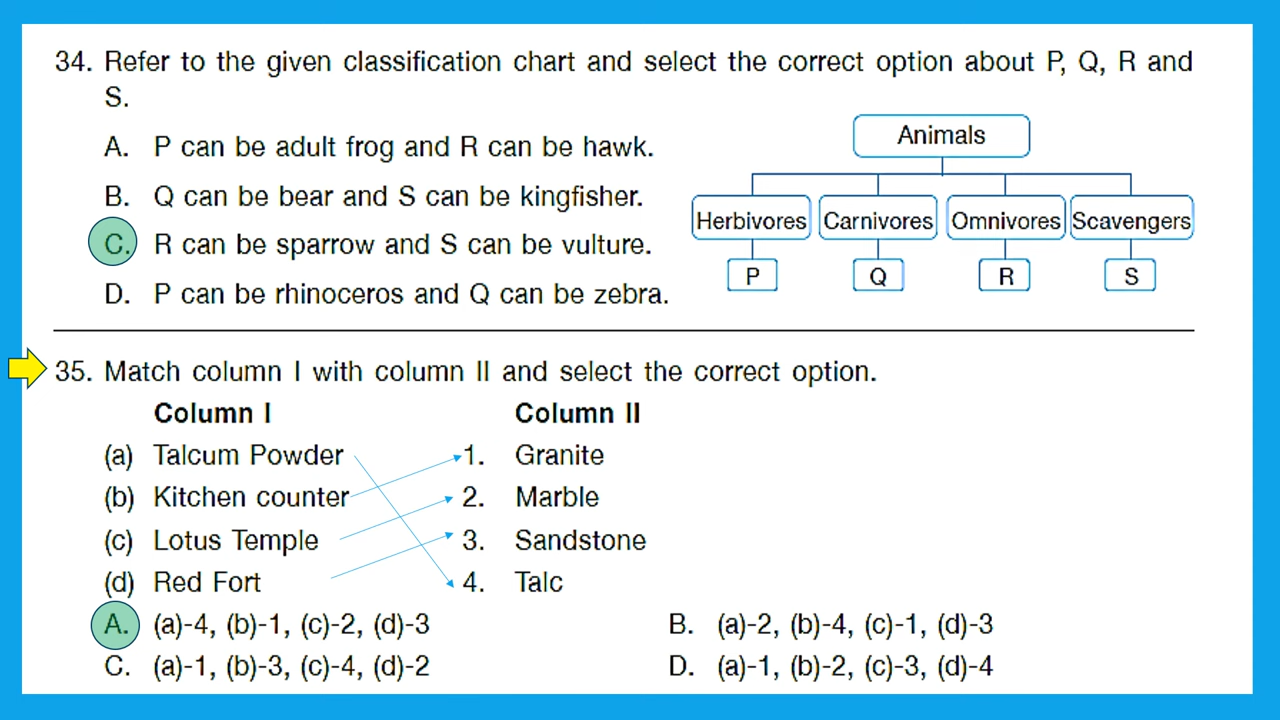 34. Refer to the given classification chart and select the correct option about P, Q, R and
S.
A. P can be adult frog and R can be hawk.
B. Q can be bear and S can be kingfisher.
C. R can be sparrow and S can be vulture.
D. P can be rhinoceros and Q can be zebra.
Animals
Herbivores Carnivores Omnivores Scavengers
P Q R S
35. Match column I with column II and select the correct option.
Column I Column II
(a) Talcum Powder 1. Granite
(b) Kitchen counter 2. Marble
(c) Lotus Temple 3. Sandstone
(d) Red Fort 4. Talc
A. (a)-4, (b)-1, (c)-2, (d)-3 B. (a)-2, (b)-4, (c)-1, (d)-3
C. (a)-1, (b)-3, (c)-4, (d)-2 D. (a)-1, (b)-2, (c)-3, (d)-4